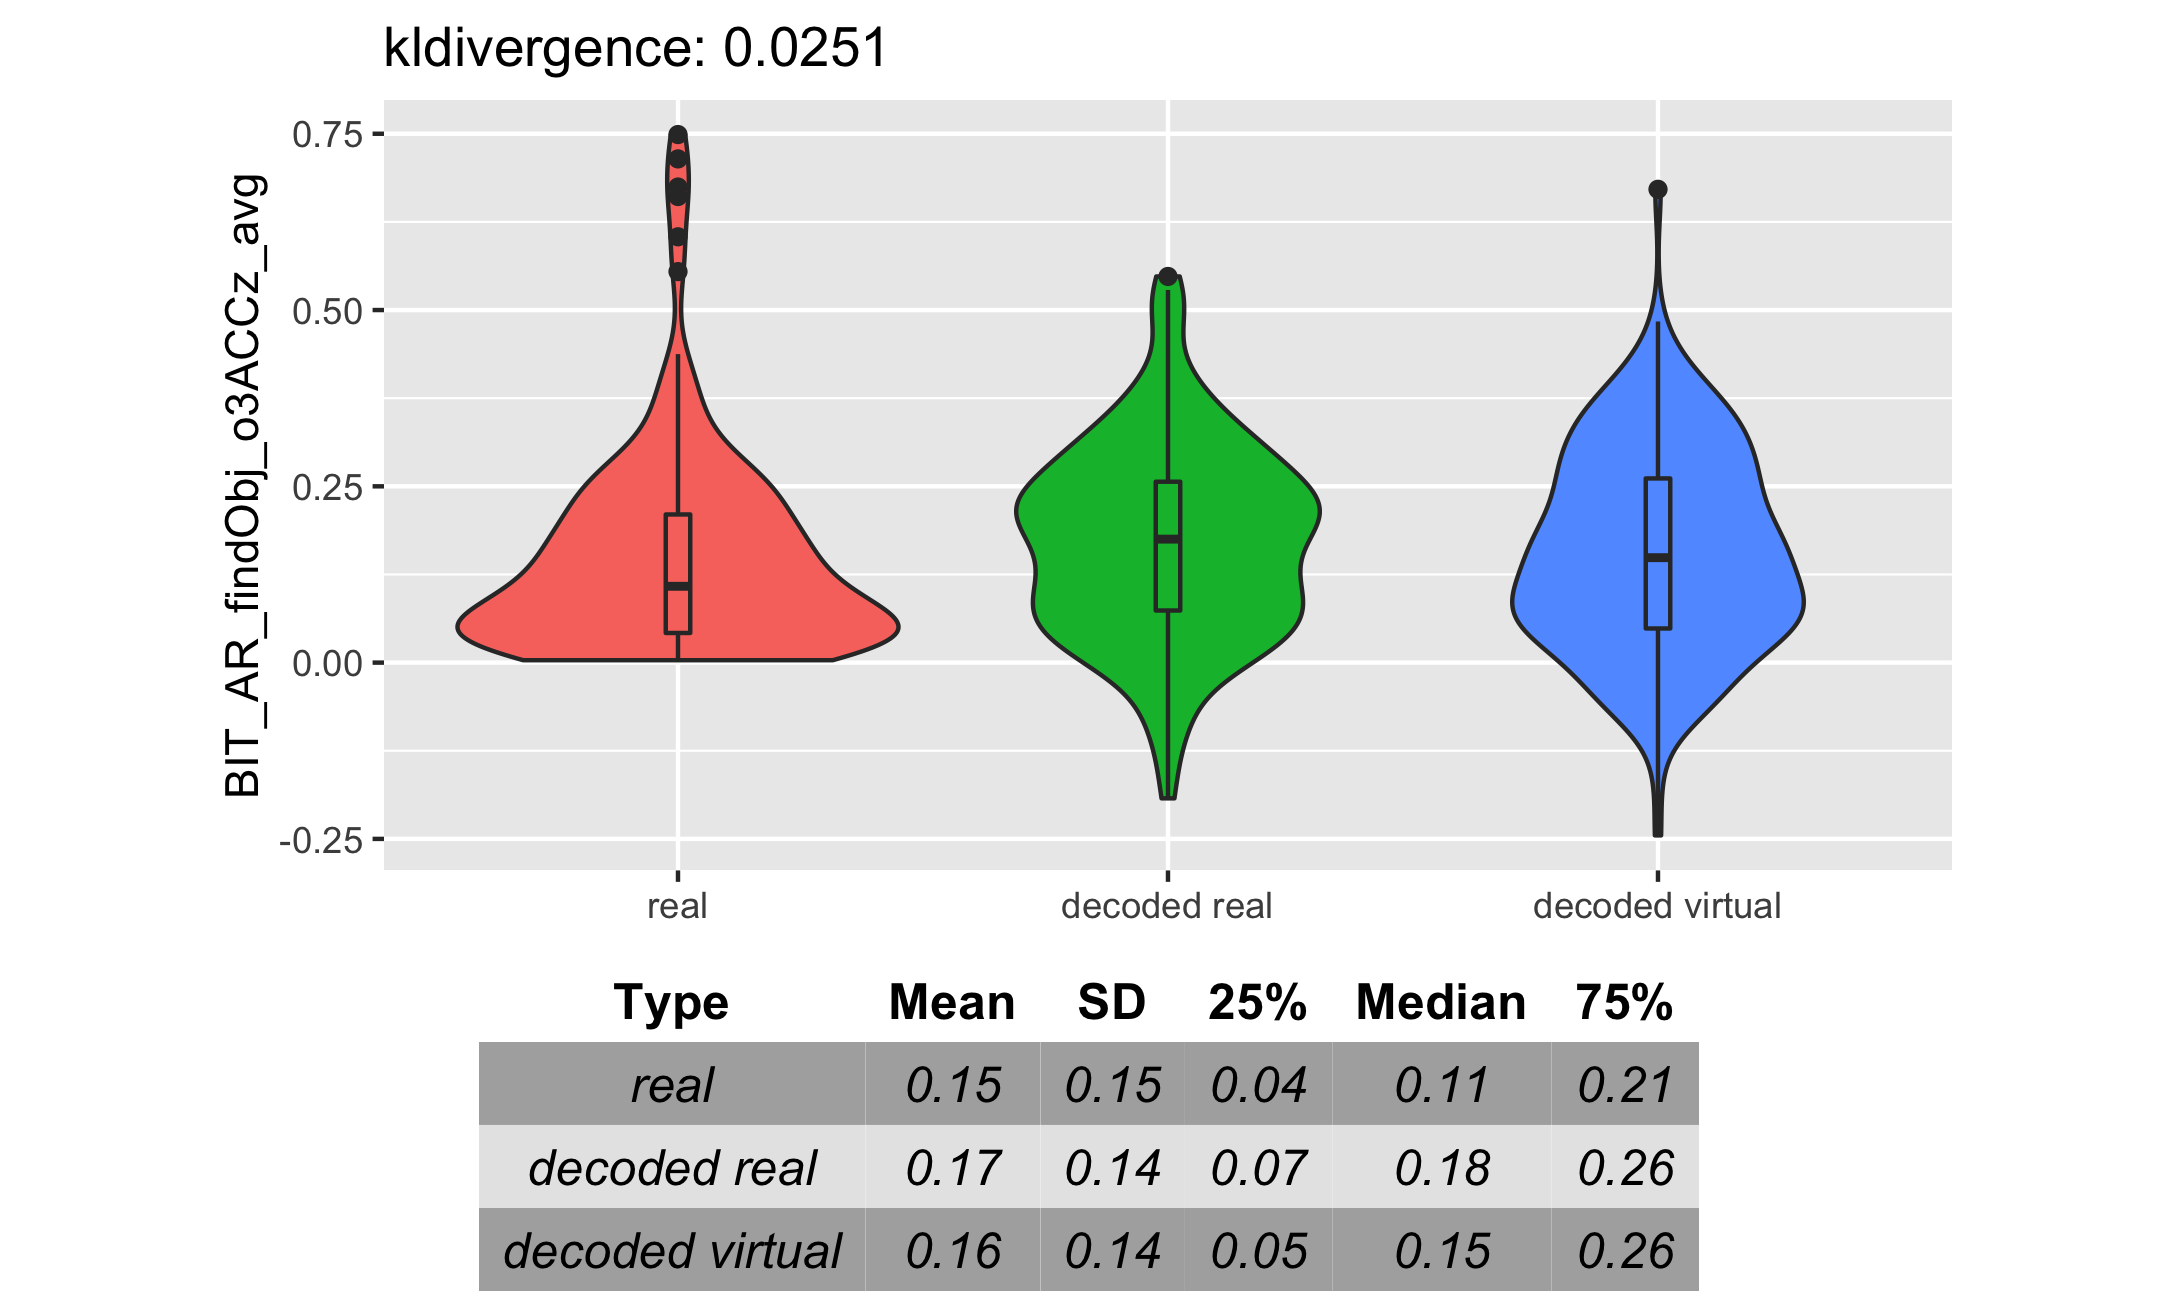 kldivergence: 0.0251
BIT_AR_findObj_o3ACCz_avg
0.75
0.50
0.25
0.00
-0.25
real decoded real decoded virtual
Type Mean SD 25% Median 75%
real 0.15 0.15 0.04 0.11 0.21
decoded real 0.17 0.14 0.07 0.18 0.26
decoded virtual 0.16 0.14 0.05 0.15 0.26